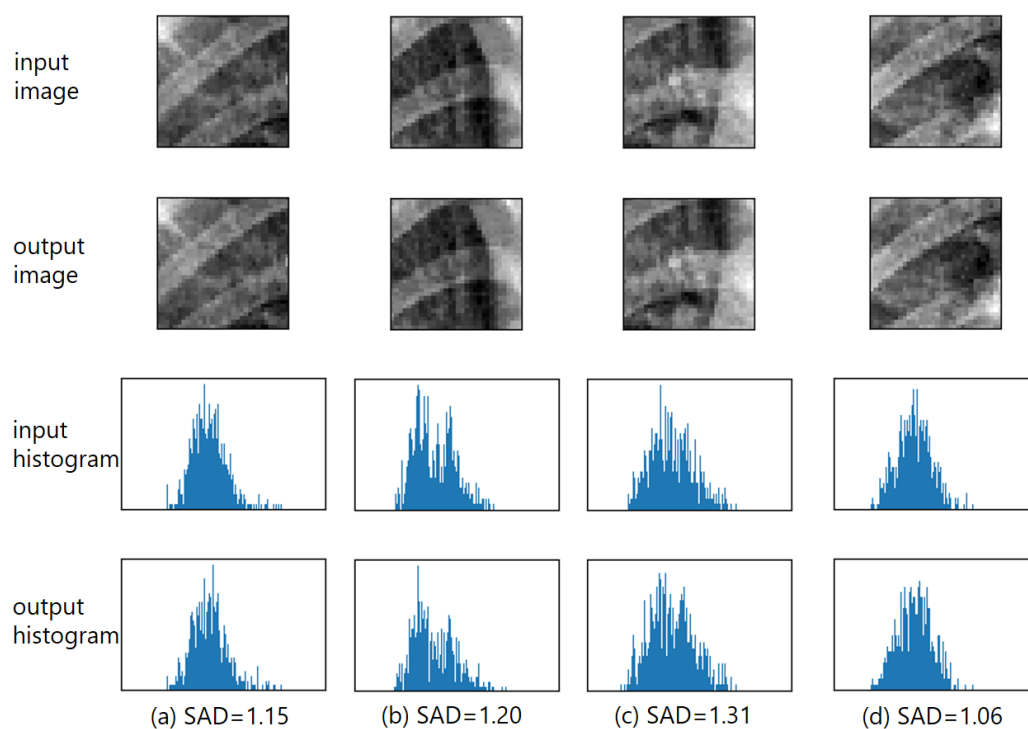 input
image
output
image
input
histogram
output
histogram
(a) SAD=1.15
(b) SAD=1.20
(c) SAD=1.31
(d) SAD=1.06